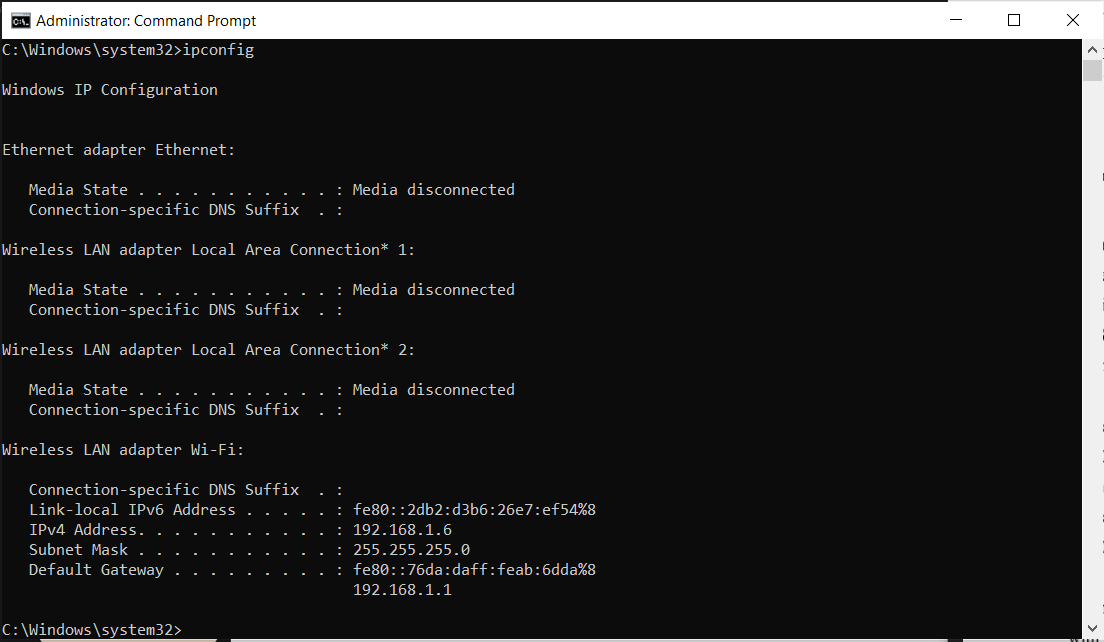 Administrator: Command Prompt
C:\Windows\system32>ipconfig
Windows IP Configuration
Ethernet adapter Ethernet:
Media State . . . . . . . . . . . : Media disconnected
Connection-specific DNS Suffix  . :
Wireless LAN adapter Local Area Connection* 1:
Media State . . . . . . . . . . . : Media disconnected
Connection-specific DNS Suffix  . :
Wireless LAN adapter Local Area Connection* 2:
Media State . . . . . . . . . . . : Media disconnected
Connection-specific DNS Suffix  . :
Wireless LAN adapter Wi-Fi:
Connection-specific DNS Suffix  . :
Link-local IPv6 Address . . . . . : fe80::2db2:d3b6:26e7:ef54%8
IPv4 Address. . . . . . . . . . . : 192.168.1.6
Subnet Mask . . . . . . . . . . . : 255.255.255.0
Default Gateway . . . . . . . . . : fe80::76da:daff:feab:6dda%8
192.168.1.1
C:\Windows\system32>